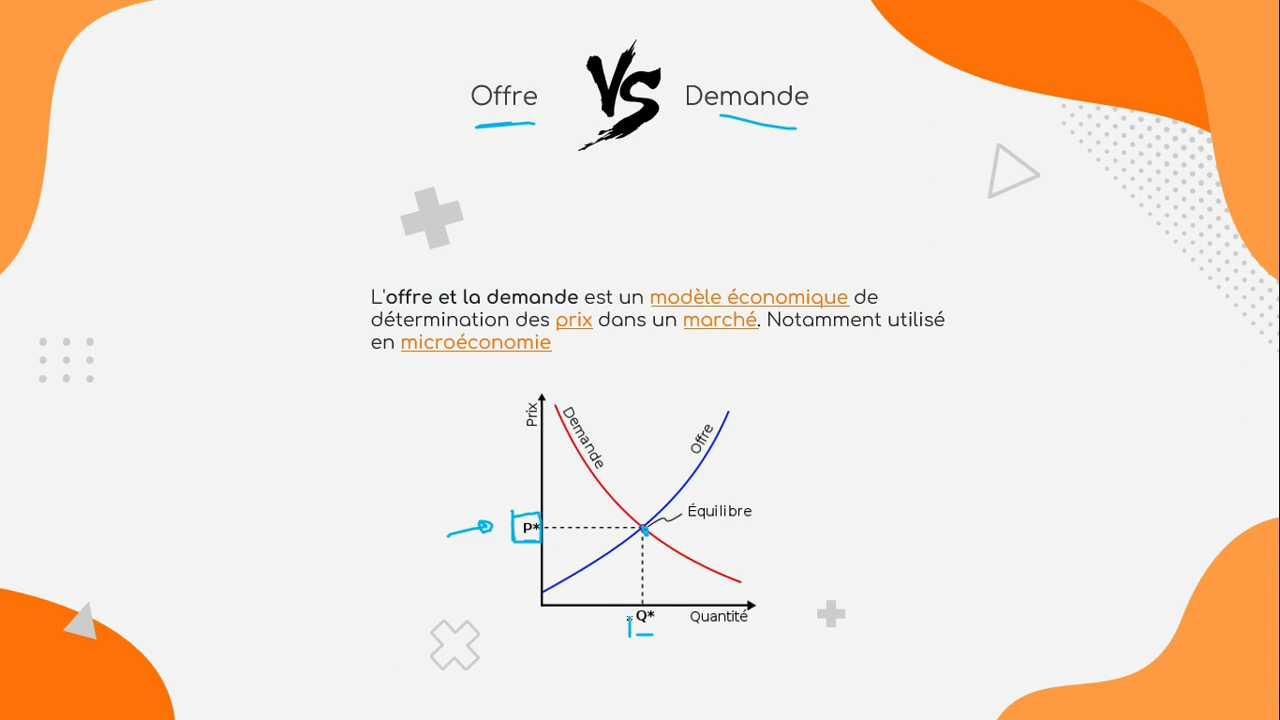 Offre VS Demande
L'offre et la demande est un modèle économique de
détermination des prix dans un marché. Notamment utilisé
en microéconomie
Prix
Demande
Offre
Équilibre
P*
Q*
Quantité